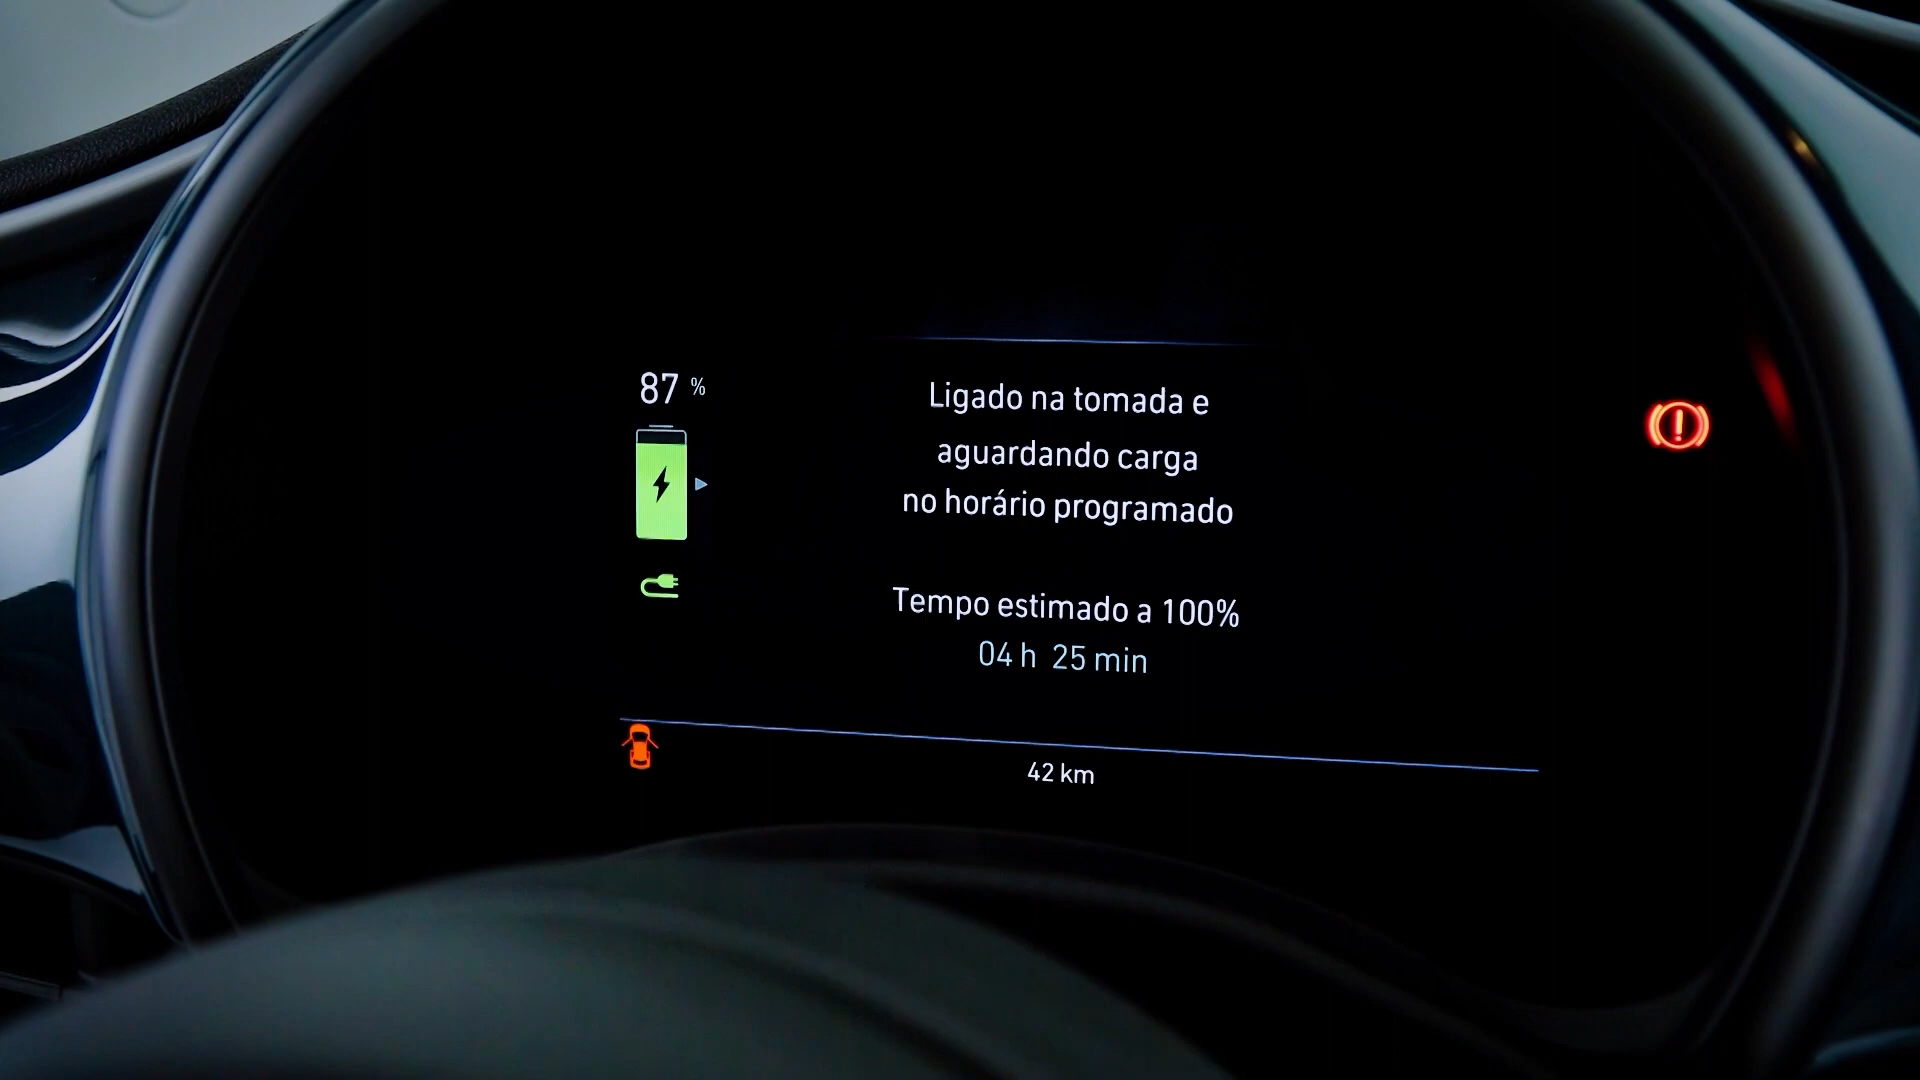 87 %
Ligado na tomada e
aguardando carga
no horário programado
Tempo estimado a 100%
04 h 25 min
42 km